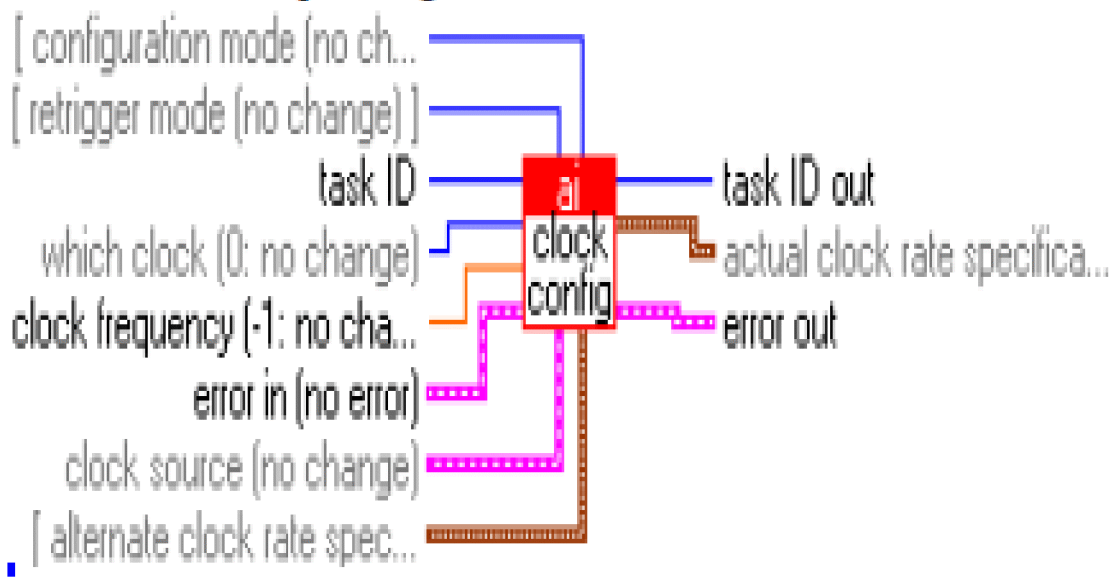 [ configuration mode (no ch...
[ retrigger mode (no change) ]
task ID
which clock (0: no change)
clock frequency (-1: no cha...
error in (no error)
clock source (no change)
[ alternate clock rate spec...
ai
clock
config
task ID out
actual clock rate specifica...
error out